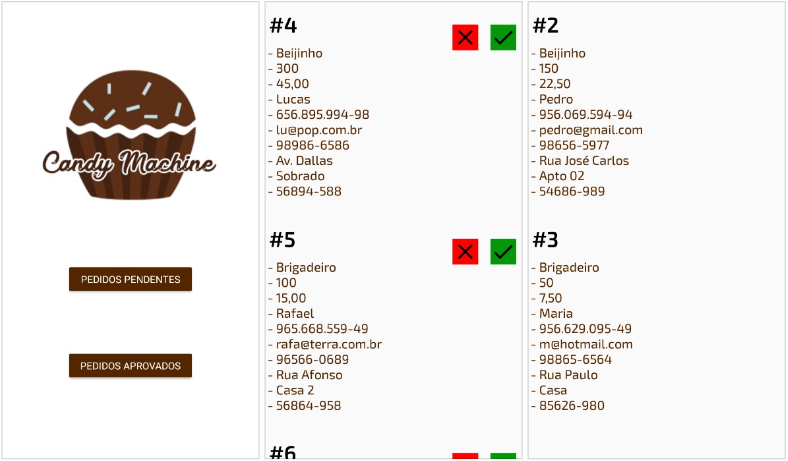 Candy Machine
PEDIDOS PENDENTES
PEDIDOS APROVADOS
#4
- Beijinho
- 300
- 45,00
- Lucas
- 656.895.994-98
- lu@pop.com.br
- 98986-6586
- Av. Dallas
- Sobrado
- 56894-588
#5
- Brigadeiro
- 100
- 15,00
- Rafael
- 965.668.559-49
- rafa@terra.com.br
- 96566-0689
- Rua Afonso
- Casa 2
- 56864-958
#6
#2
- Beijinho
- 150
- 22,50
- Pedro
- 956.069.594-94
- pedro@gmail.com
- 98656-5977
- Rua José Carlos
- Apto 02
- 54686-989
#3
- Brigadeiro
- 50
- 7,50
- Maria
- 956.629.095-49
- m@hotmail.com
- 98865-6564
- Rua Paulo
- Casa
- 85626-980